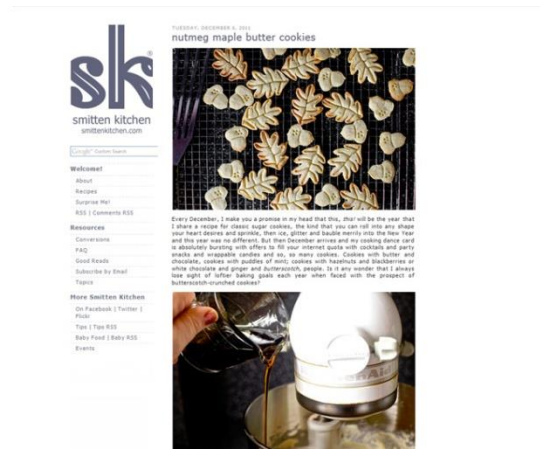 sk®
smitten kitchen
smittenkitchen.com
Google™ Custom Search
Welcome!
About
Recipes
Surprise Me!
RSS | Comments RSS
Resources
Conversions
FAQ
Good Reads
Subscribe by Email
Topics
More Smitten Kitchen
On Facebook | Twitter |
Flickr
Tips | Tips RSS
Baby Food | Baby RSS
Events
TUESDAY, DECEMBER
nutmeg maple butter cookies
Every December, I make you a promise in my head that this, this! will be the year that
I share a recipe for classic sugar cookies, the kind that you can roll into any shape
your heart desires and sprinkle, then ice, glitter and bauble merrily into the New Year
and this year was no different. But then December arrives and my cooking dance card
is absolutely bursting with offers to fill your internet gusta with cocktails and party
snacks and wrappable candies and so, so many cookies. Cookies with butter and
chocolate, cookies with puddles of mint; cookies with hazelnuts and blackberries or
white chocolate and ginger and butterscotch, people. Is it any wonder that I always
lose sight of loftier baking goals each year when faced with the prospect of
butterscotch-crunched cookies?